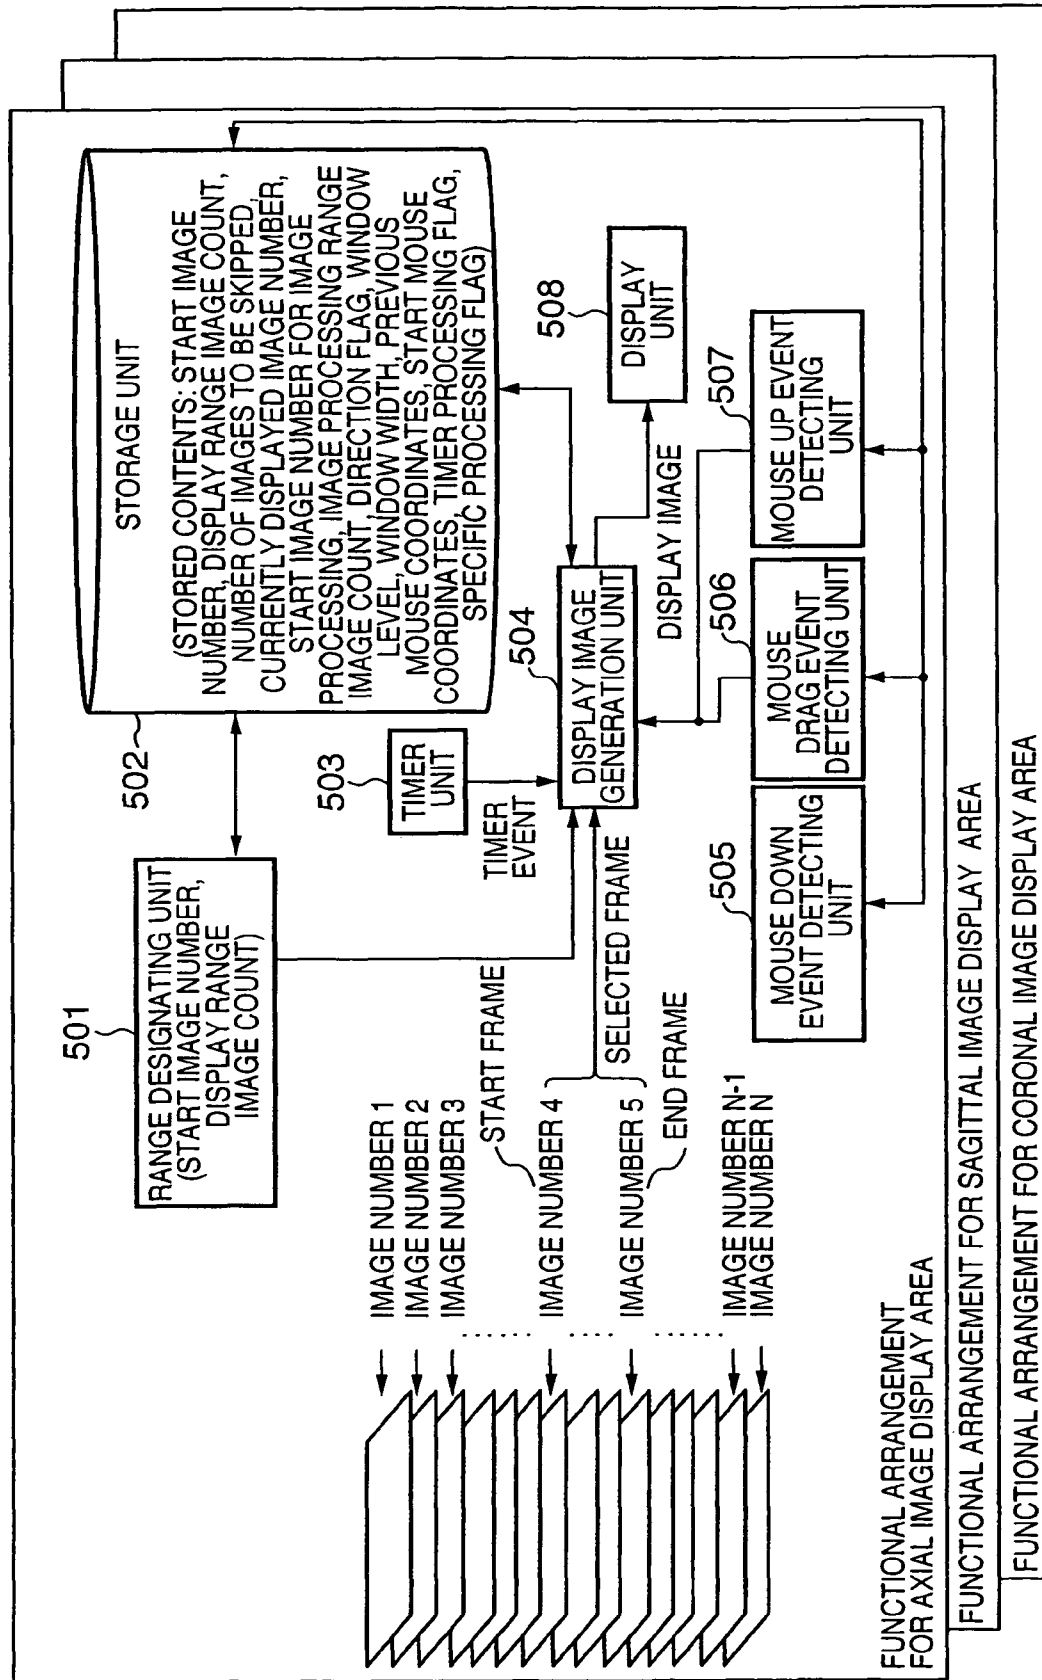 501
RANGE DESIGNATING UNIT
(START IMAGE NUMBER,
DISPLAY RANGE
IMAGE COUNT)
502
STORAGE UNIT
(STORED CONTENTS: START IMAGE
NUMBER, DISPLAY RANGE IMAGE COUNT,
NUMBER OF IMAGES TO BE SKIPPED,
CURRENTLY DISPLAYED IMAGE NUMBER,
START IMAGE NUMBER FOR IMAGE
PROCESSING, IMAGE PROCESSING RANGE
IMAGE COUNT, DIRECTION FLAG, WINDOW
LEVEL, WINDOW WIDTH, PREVIOUS
MOUSE COORDINATES, START MOUSE
COORDINATES, TIMER PROCESSING FLAG,
SPECIFIC PROCESSING FLAG)
503
TIMER
UNIT
TIMER
EVENT
504
DISPLAY IMAGE
GENERATION UNIT
508
DISPLAY
UNIT
DISPLAY IMAGE
IMAGE NUMBER 1
IMAGE NUMBER 2
IMAGE NUMBER 3
START FRAME
IMAGE NUMBER 4
SELECTED FRAME
IMAGE NUMBER 5
END FRAME
IMAGE NUMBER N-1
IMAGE NUMBER N
505
MOUSE DOWN
EVENT DETECTING
UNIT
506
MOUSE
DRAG EVENT
DETECTING UNIT
507
MOUSE UP EVENT
DETECTING
UNIT
FUNCTIONAL ARRANGEMENT
FOR AXIAL IMAGE DISPLAY AREA
FUNCTIONAL ARRANGEMENT FOR SAGITTAL IMAGE DISPLAY AREA
FUNCTIONAL ARRANGEMENT FOR CORONAL IMAGE DISPLAY AREA